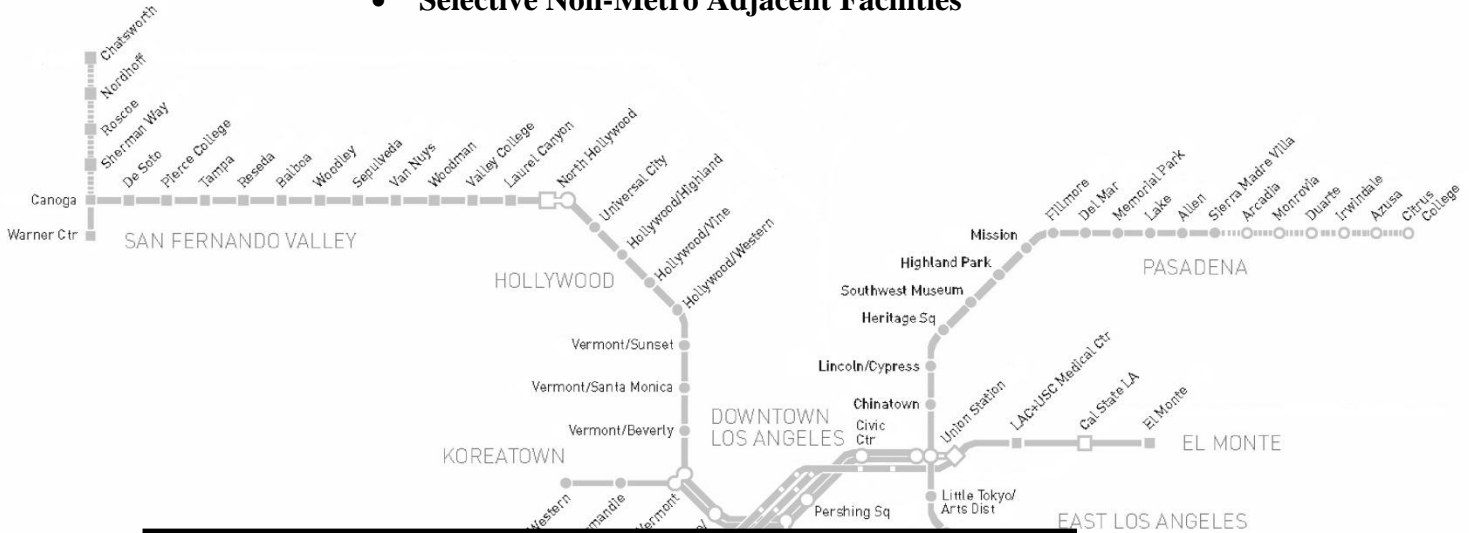 • Selective Non-Metro Adjacent Facilities
Chatsworth
Nordhoff
Roscoe
Sherman Way
Canoga
Warner Ctr
De Soto
Pierce College
Tampa
Reseda
Balboa
Woodley
Sepulveda
Van Nuys
Woodman
Valley College
Laurel Canyon
North Hollywood
SAN FERNANDO VALLEY
Universal City
Hollywood/Highland
Hollywood/Vine
Hollywood/Western
HOLLYWOOD
Vermont/Sunset
Vermont/Santa Monica
Vermont/Beverly
KOREATOWN
Western
Vermont
DOWNTOWN
LOS ANGELES
Civic
Ctr
Pershing Sq
Mission
Highland Park
Southwest Museum
Heritage Sq
Lincoln/Cypress
Chinatown
Fillmore
Del Mar
Memorial Park
Lake
Allen
Sierra Madre Villa
Arcadia
Monrovia
Duarte
Irwindale
Azusa
Citrus
College
PASADENA
Union Station
LAC+USC Medical Ctr
Cal State LA
El Monte
EL MONTE
Little Tokyo/
Arts Dist
EAST LOS ANGELES